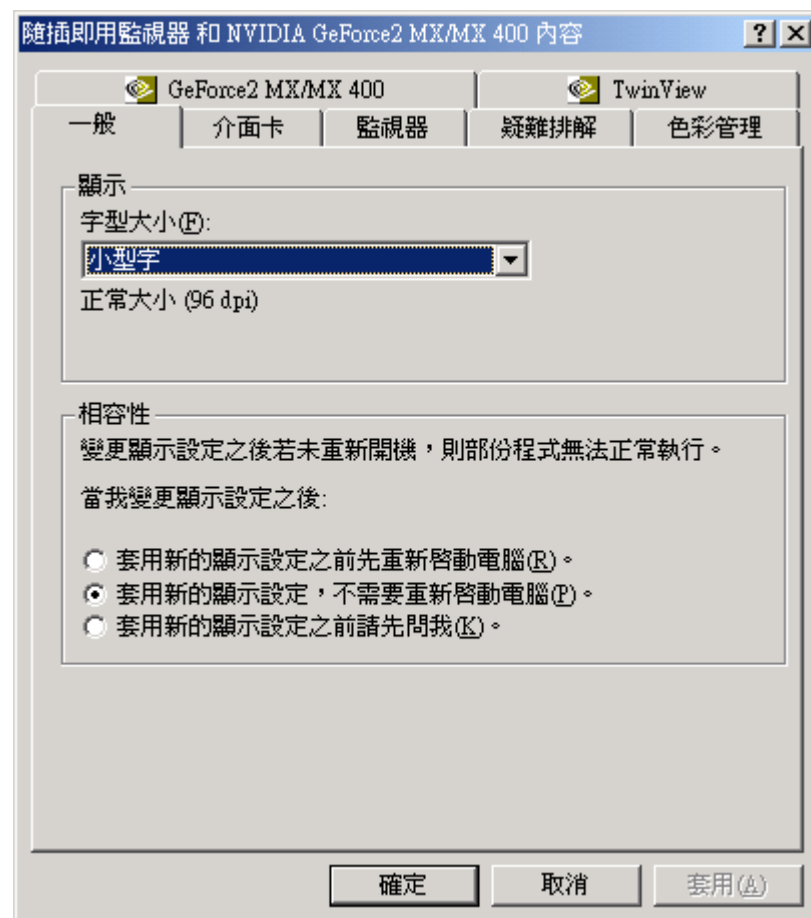 隨插即用監視器 和 NVIDIA GeForce2 MX/MX 400 內容
GeForce2 MX/MX 400
TwinView
一般
介面卡
監視器
疑難排解
色彩管理
顯示
字型大小(F):
小型字
正常大小 (96 dpi)
相容性
變更顯示設定之後若未重新開機，則部份程式無法正常執行。
當我變更顯示設定之後:
套用新的顯示設定之前先重新啓動電腦(R)。
套用新的顯示設定，不需要重新啓動電腦(P)。
套用新的顯示設定之前請先問我(K)。
確定
取消
套用(A)